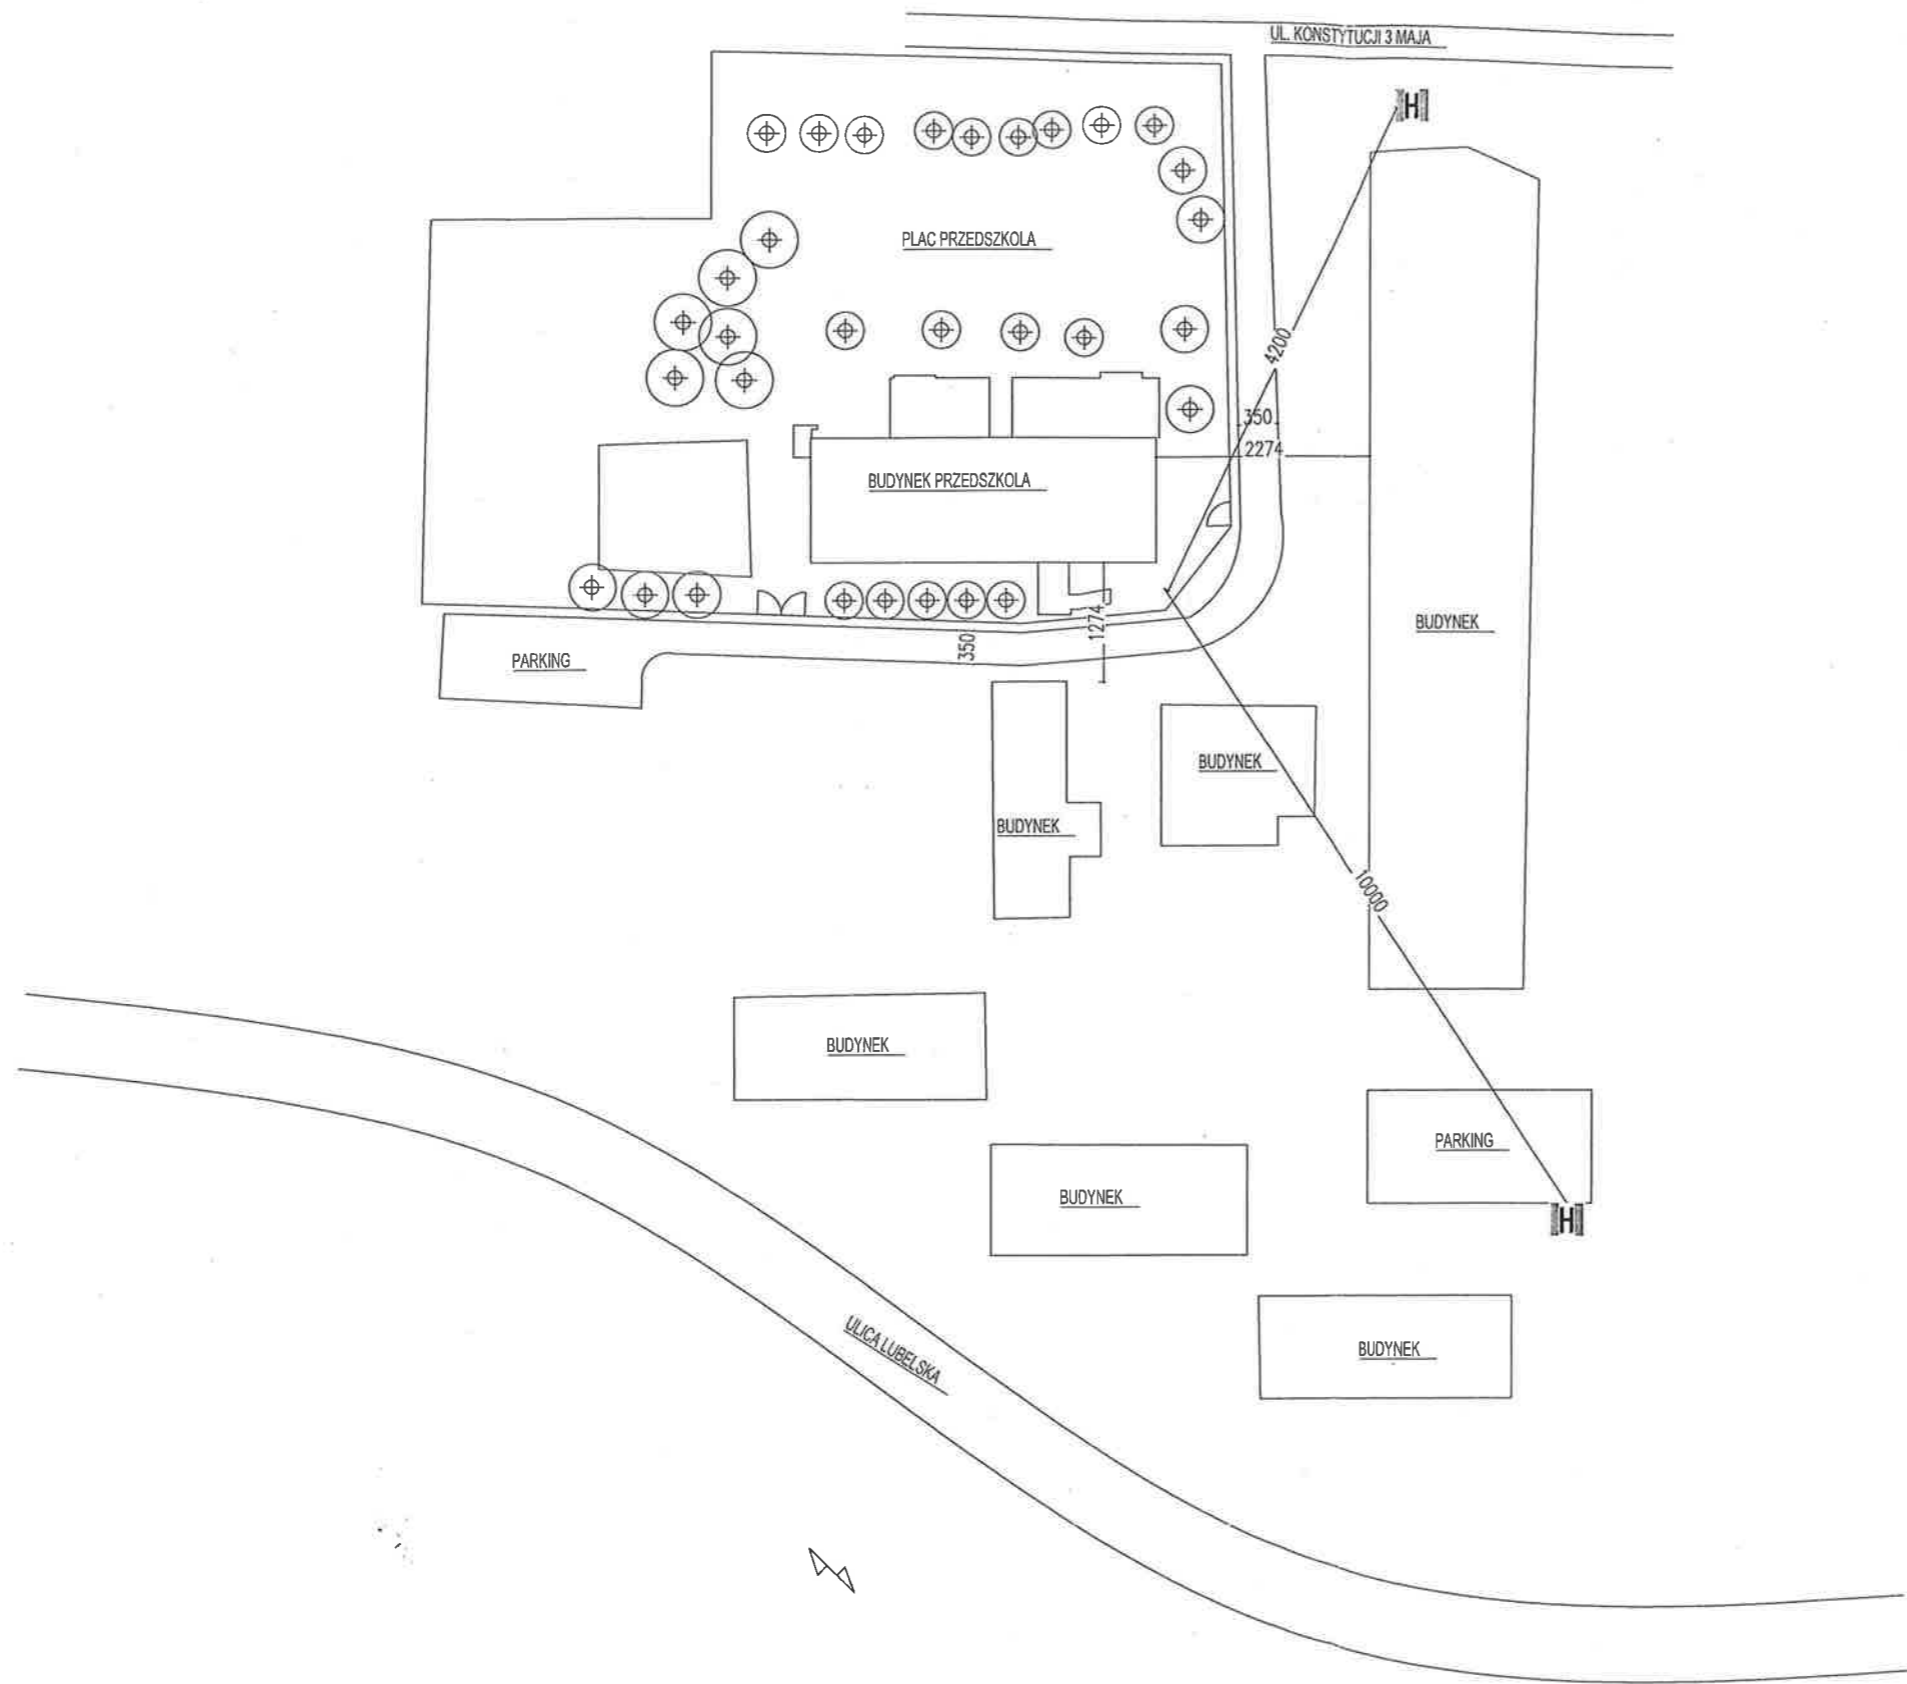 UL. KONSTYTUCJI 3 MAJA
H
PLAC PRZEDSZKOLA
4200
350
2274
BUDYNEK PRZEDSZKOLA
1274
350
BUDYNEK
PARKING
BUDYNEK
BUDYNEK
10000
BUDYNEK
PARKING
BUDYNEK
H
ULICA LUBELSKA
BUDYNEK